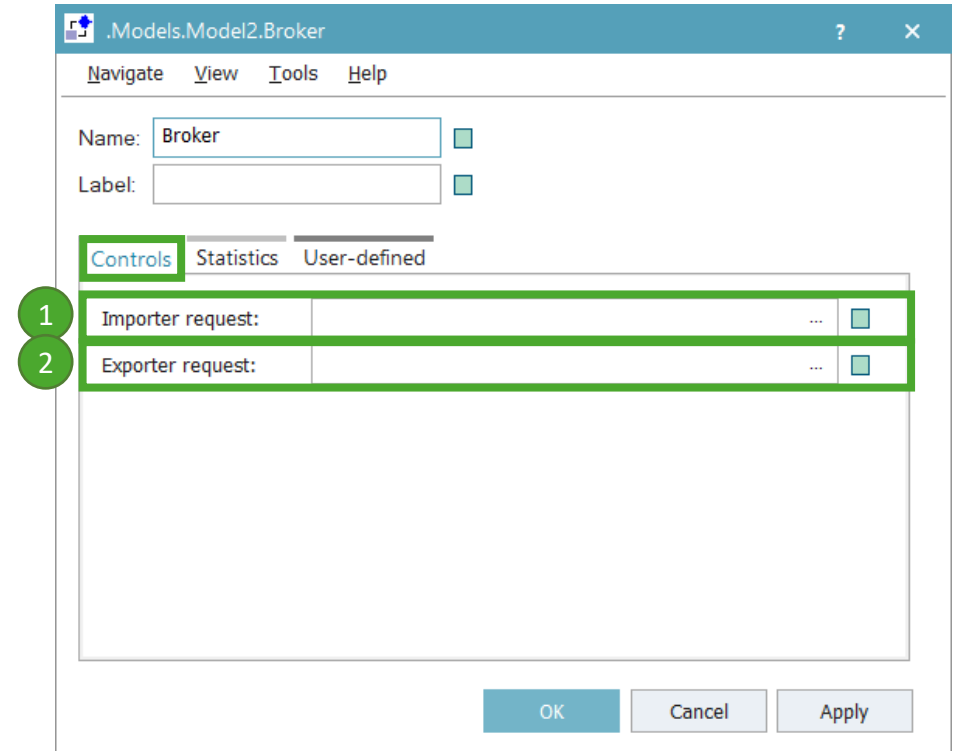 .Models.Model2.Broker ? ×
Navigate View Tools Help
Name: Broker
Label:
Controls Statistics User-defined
1 Importer request: ...
2 Exporter request: ...
OK Cancel Apply